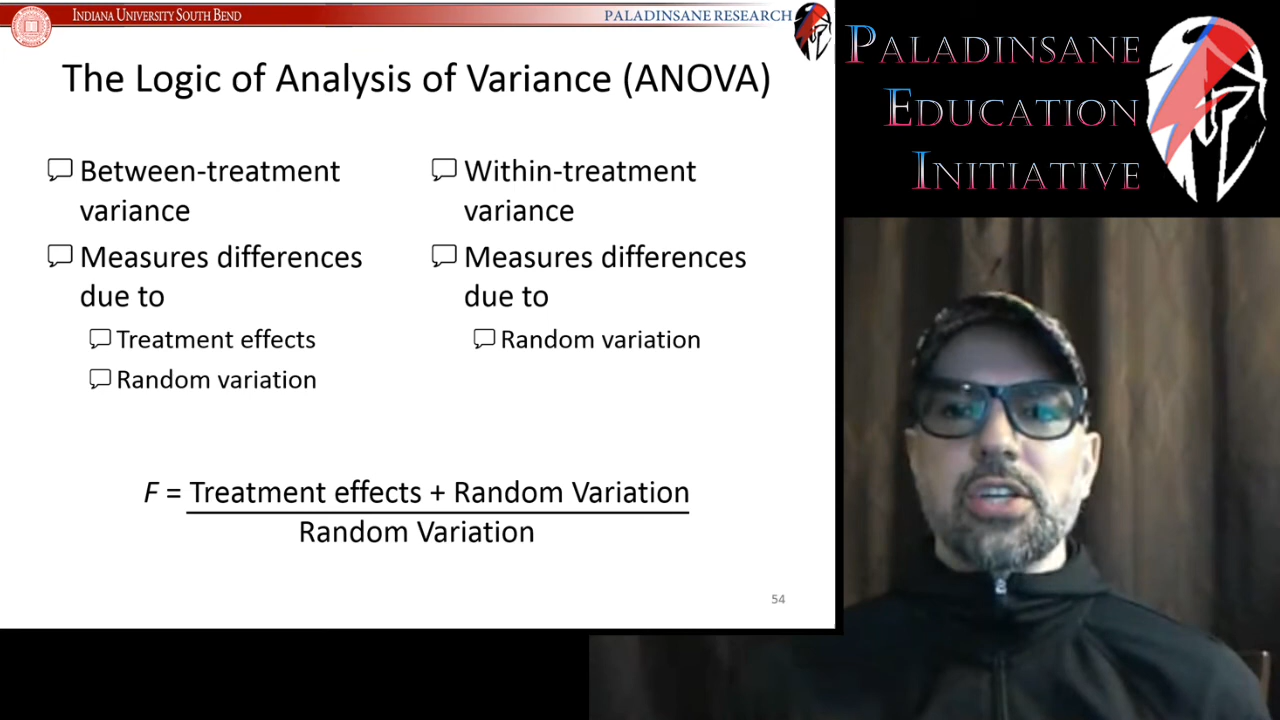 INDIANA UNIVERSITY SOUTH BEND
PALADINSANE RESEARCH
The Logic of Analysis of Variance (ANOVA)
Between-treatment
variance
Measures differences
due to
Treatment effects
Random variation
Within-treatment
variance
Measures differences
due to
Random variation
F = Treatment effects + Random Variation
Random Variation
54
PALADINSANE
EDUCATION
INITIATIVE